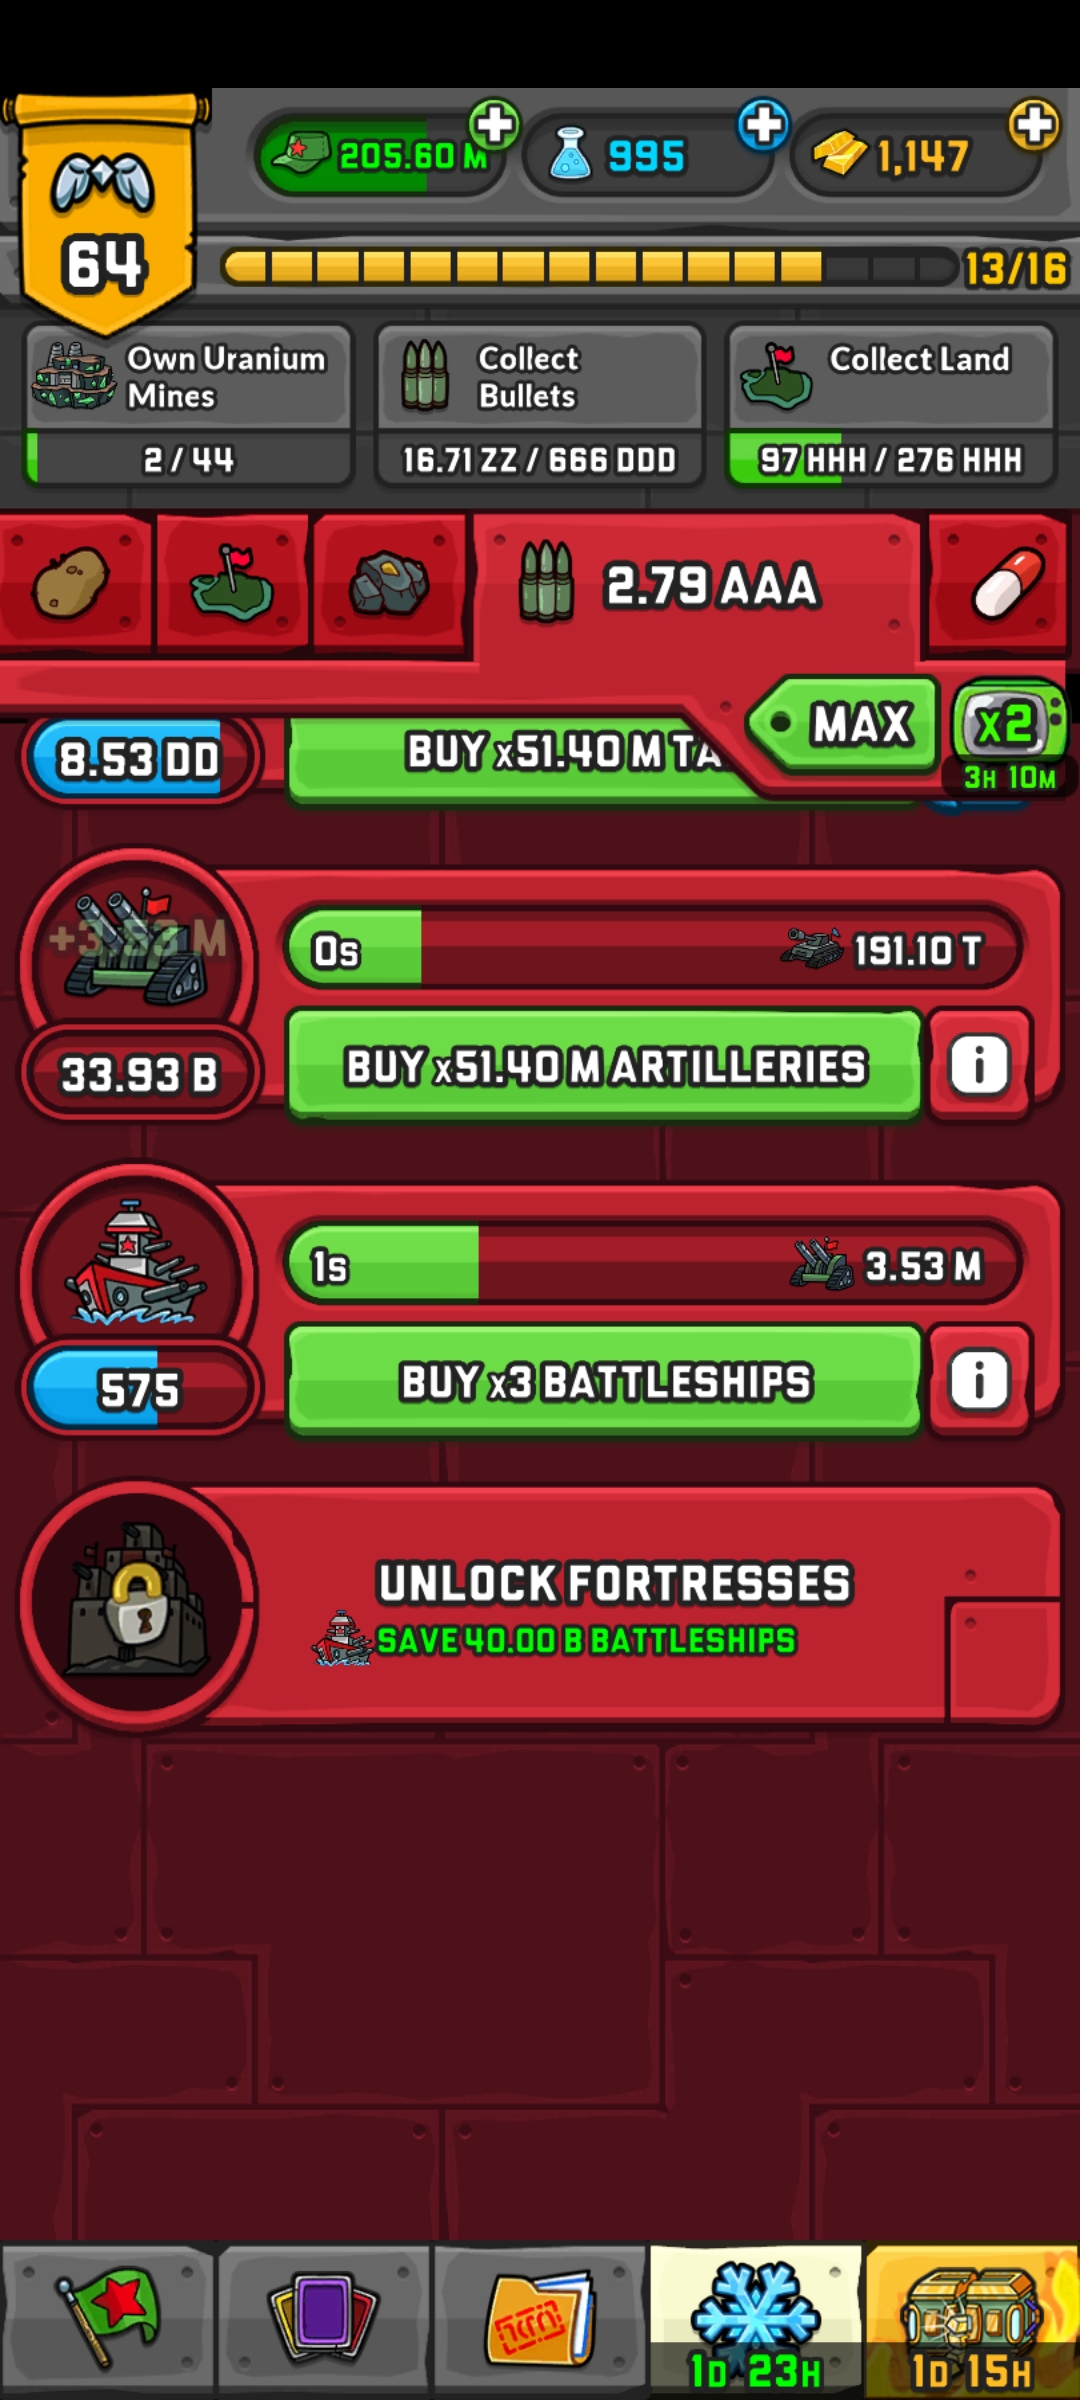 205.60 M
995
1,147
64
13/16
Own Uranium
Mines
2 / 44
Collect
Bullets
16.71 ZZ / 666 DDD
Collect Land
97 HHH / 276 HHH
2.79 AAA
MAX
x2
3H 10M
8.53 DD
BUY x51.40 M TA
+3.53 M
0s
191.10 T
33.93 B
BUY x51.40 M ARTILLERIES
i
1s
3.53 M
575
BUY x3 BATTLESHIPS
i
UNLOCK FORTRESSES
SAVE 40.00 B BATTLESHIPS
1D 23H
1D 15H